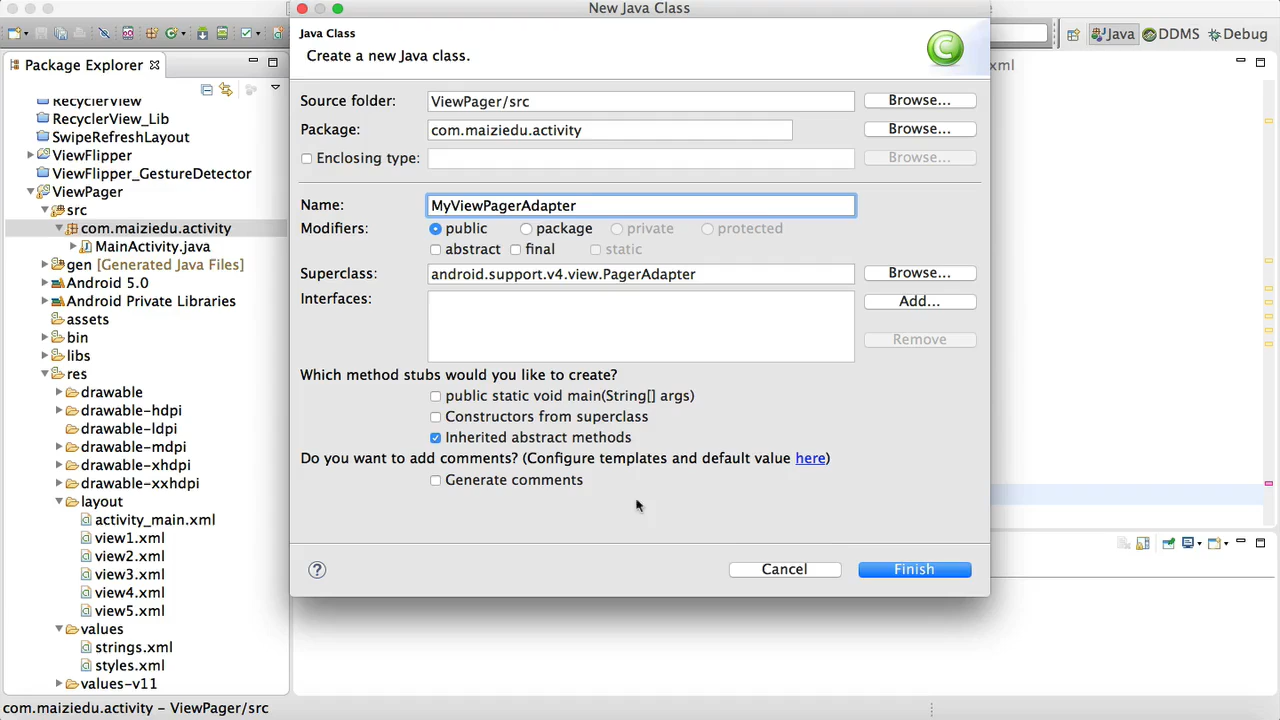 New Java Class
Java Class
Create a new Java class.
Source folder: ViewPager/src Browse...
Package: com.maiziedu.activity Browse...
Enclosing type: Browse...
Name: MyViewPagerAdapter
Modifiers: public package private protected
abstract final static
Superclass: android.support.v4.view.PagerAdapter Browse...
Interfaces: Add...
Remove
Which method stubs would you like to create?
public static void main(String[] args)
Constructors from superclass
Inherited abstract methods
Do you want to add comments? (Configure templates and default value here)
Generate comments
? Cancel Finish
Java DDMS Debug
xml
Package Explorer
RecyclerView
RecyclerView_Lib
SwipeRefreshLayout
ViewFlipper
ViewFlipper_GestureDetector
ViewPager
src
com.maiziedu.activity
MainActivity.java
gen [Generated Java Files]
Android 5.0
Android Private Libraries
assets
bin
libs
res
drawable
drawable-hdpi
drawable-ldpi
drawable-mdpi
drawable-xhdpi
drawable-xxhdpi
layout
activity_main.xml
view1.xml
view2.xml
view3.xml
view4.xml
view5.xml
values
strings.xml
styles.xml
values-v11
com.maiziedu.activity - ViewPager/src